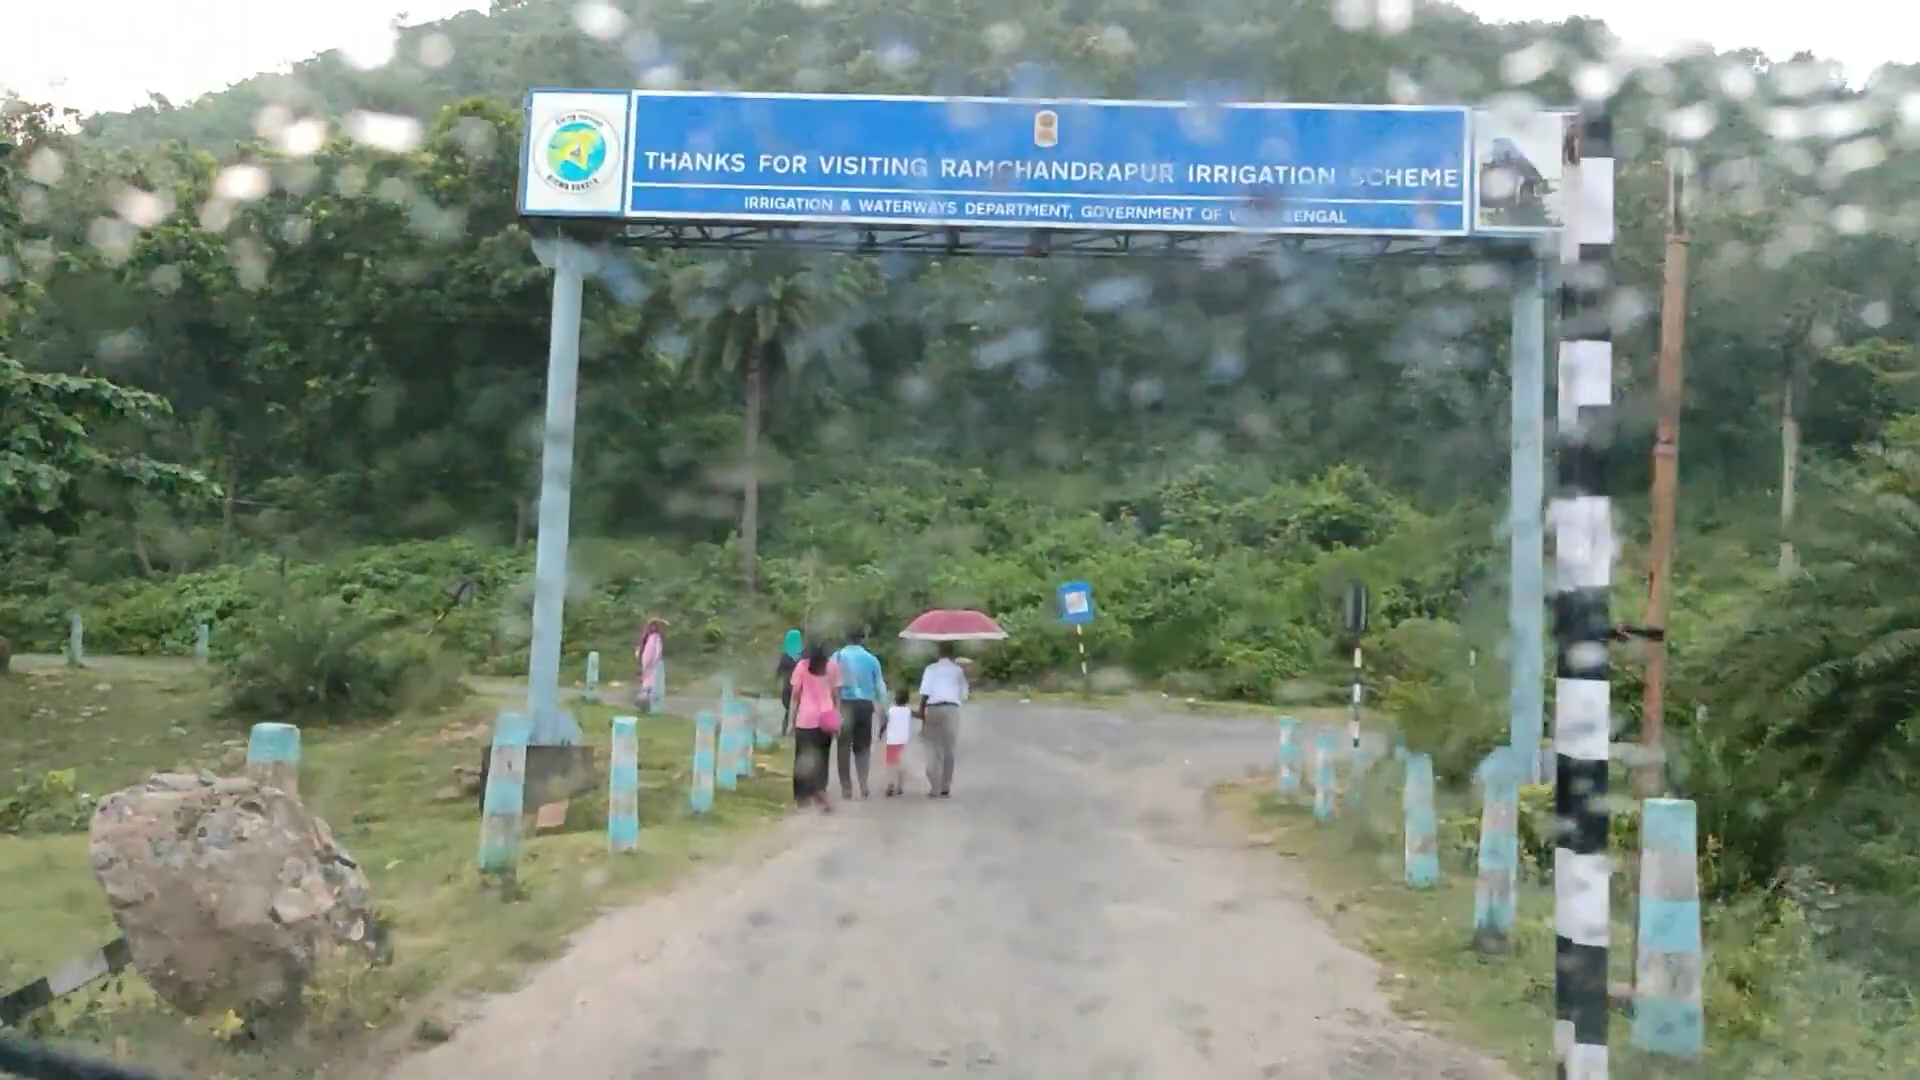 THANKS FOR VISITING RAMCHANDRAPUR IRRIGATION SCHEME
IRRIGATION & WATERWAYS DEPARTMENT, GOVERNMENT OF BENGAL